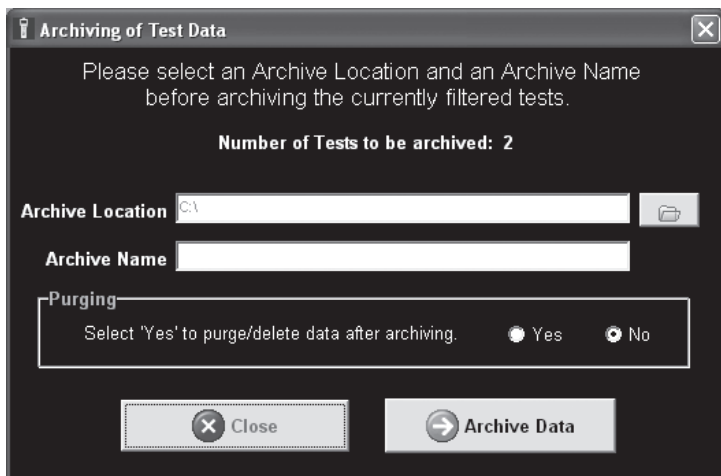 Archiving of Test Data
Please select an Archive Location and an Archive Name
before archiving the currently filtered tests.
Number of Tests to be archived: 2
Archive Location C:\
Archive Name
Purging
Select 'Yes' to purge/delete data after archiving. Yes No
Close Archive Data